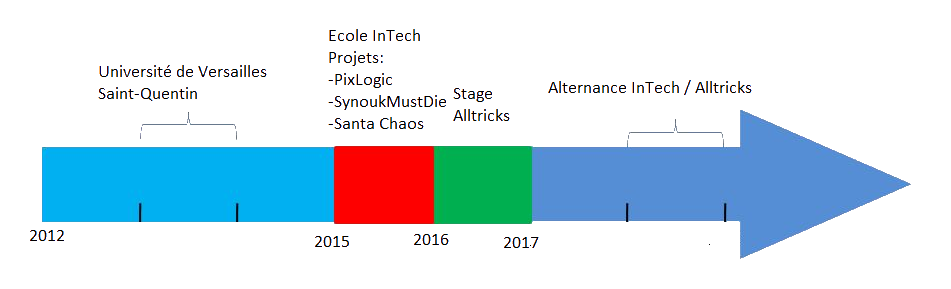 Université de Versailles
Saint-Quentin
Ecole InTech
Projets:
-PixLogic
-SynoukMustDie
-Santa Chaos
Stage
Alltricks
Alternance InTech / Alltricks
2012
2015
2016
2017
.